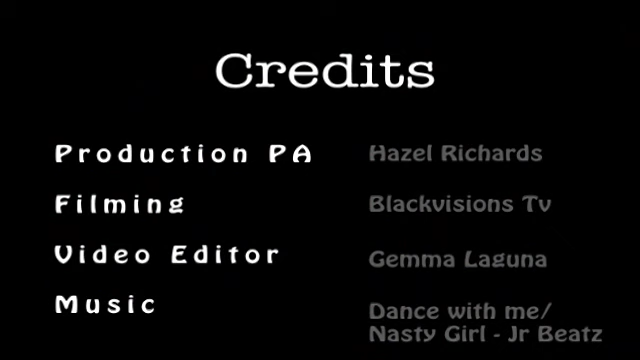 Credits
Production PA Hazel Richards
Filming Blackvisions Tv
Video Editor Gemma Laguna
Music Dance with me/
Nasty Girl - Jr Beatz